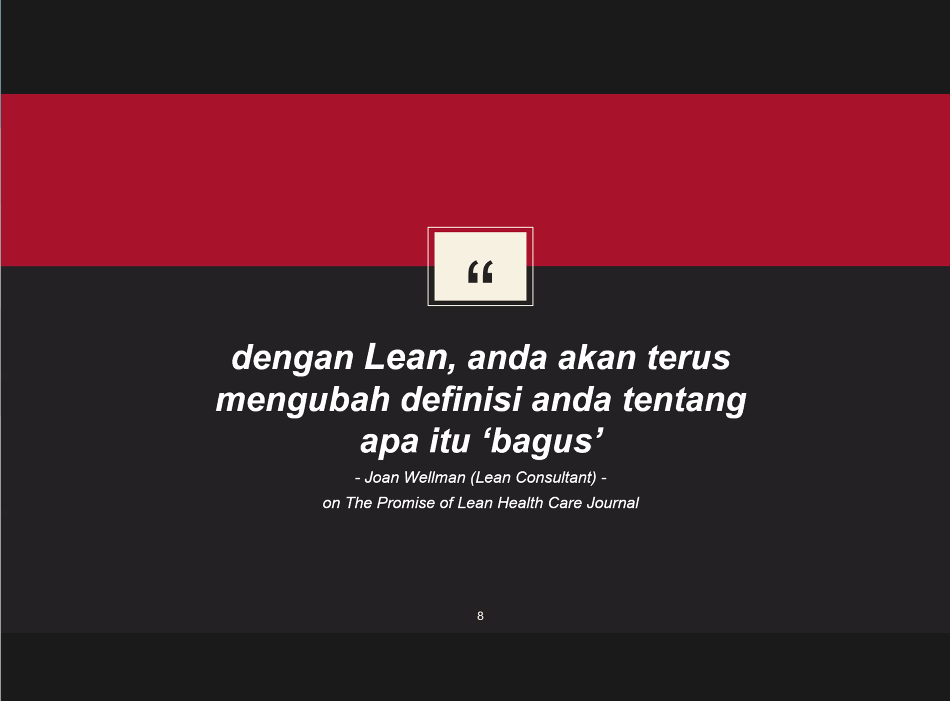 “
dengan Lean, anda akan terus
mengubah definisi anda tentang
apa itu ‘bagus’
- Joan Wellman (Lean Consultant) -
on The Promise of Lean Health Care Journal
8